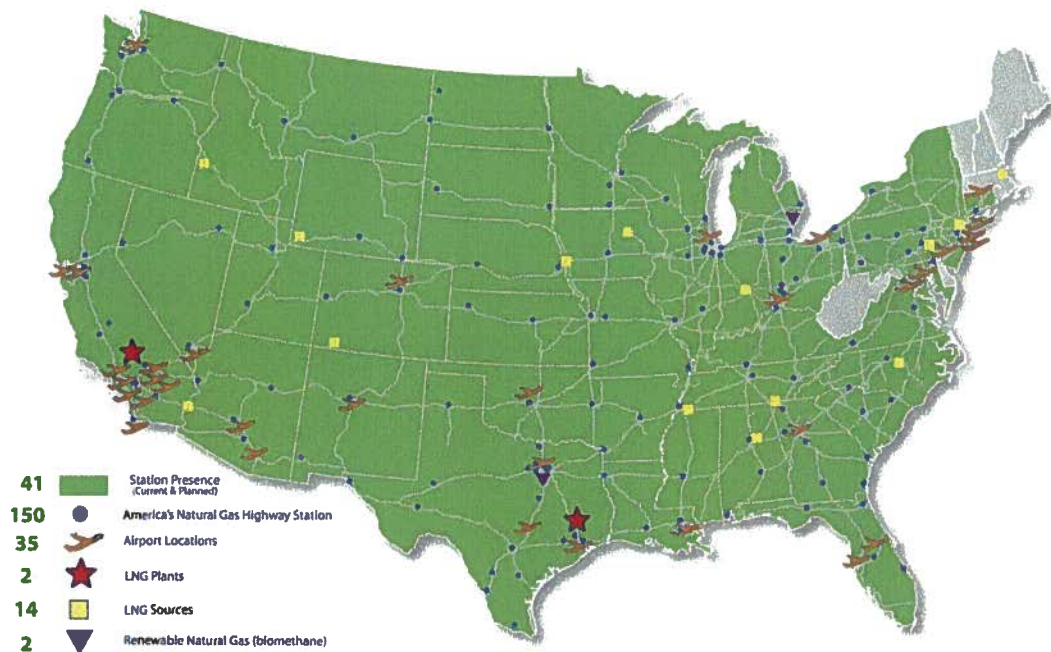 41 Station Presence
(Current & Planned)
150 America's Natural Gas Highway Station
35 Airport Locations
2 LNG Plants
14 LNG Sources
2 Renewable Natural Gas (biomethane)